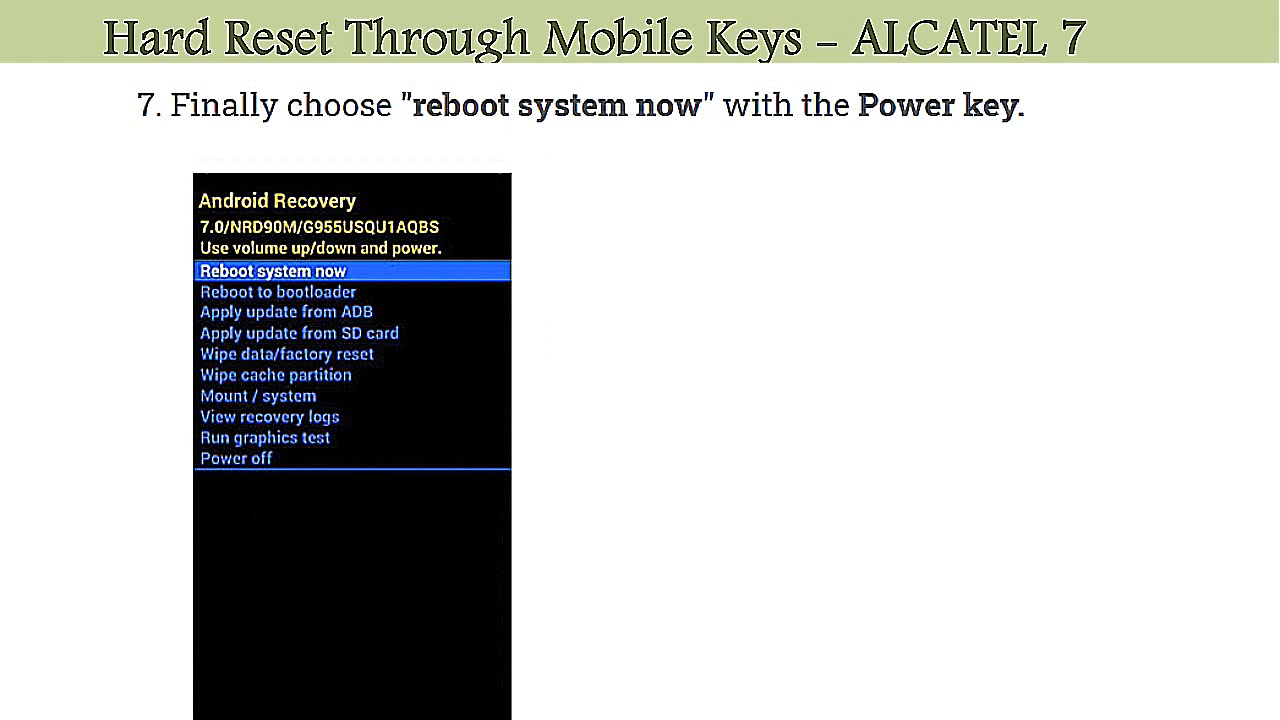 Hard Reset Through Mobile Keys – ALCATEL 7
7. Finally choose "reboot system now" with the Power key.
Android Recovery
7.0/NRD90M/G955USQU1AQBS
Use volume up/down and power.
Reboot system now
Reboot to bootloader
Apply update from ADB
Apply update from SD card
Wipe data/factory reset
Wipe cache partition
Mount / system
View recovery logs
Run graphics test
Power off